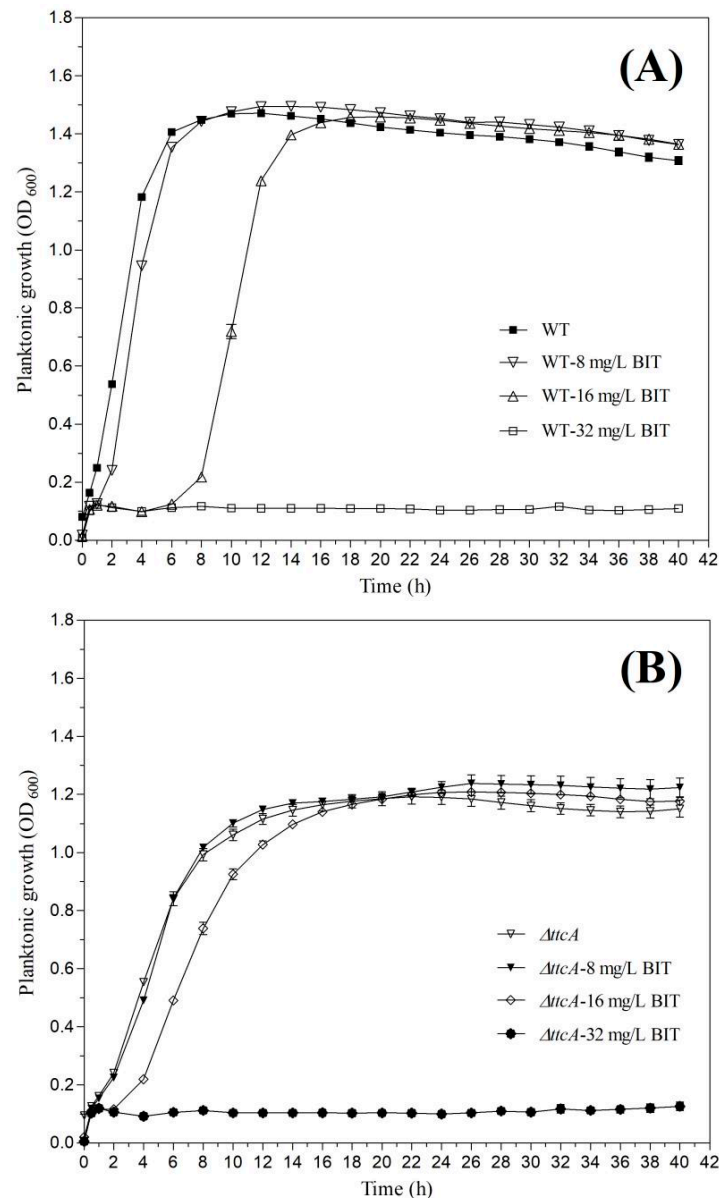 (A)
1.8
1.6
1.4
1.2
1.0
0.8
0.6
0.4
0.2
0.0
Planktonic growth (OD600)
WT
WT-8 mg/L BIT
WT-16 mg/L BIT
WT-32 mg/L BIT
0 2 4 6 8 10 12 14 16 18 20 22 24 26 28 30 32 34 36 38 40 42
Time (h)
(B)
1.8
1.6
1.4
1.2
1.0
0.8
0.6
0.4
0.2
0.0
Planktonic growth (OD600)
ΔttcA
ΔttcA-8 mg/L BIT
ΔttcA-16 mg/L BIT
ΔttcA-32 mg/L BIT
0 2 4 6 8 10 12 14 16 18 20 22 24 26 28 30 32 34 36 38 40 42
Time (h)